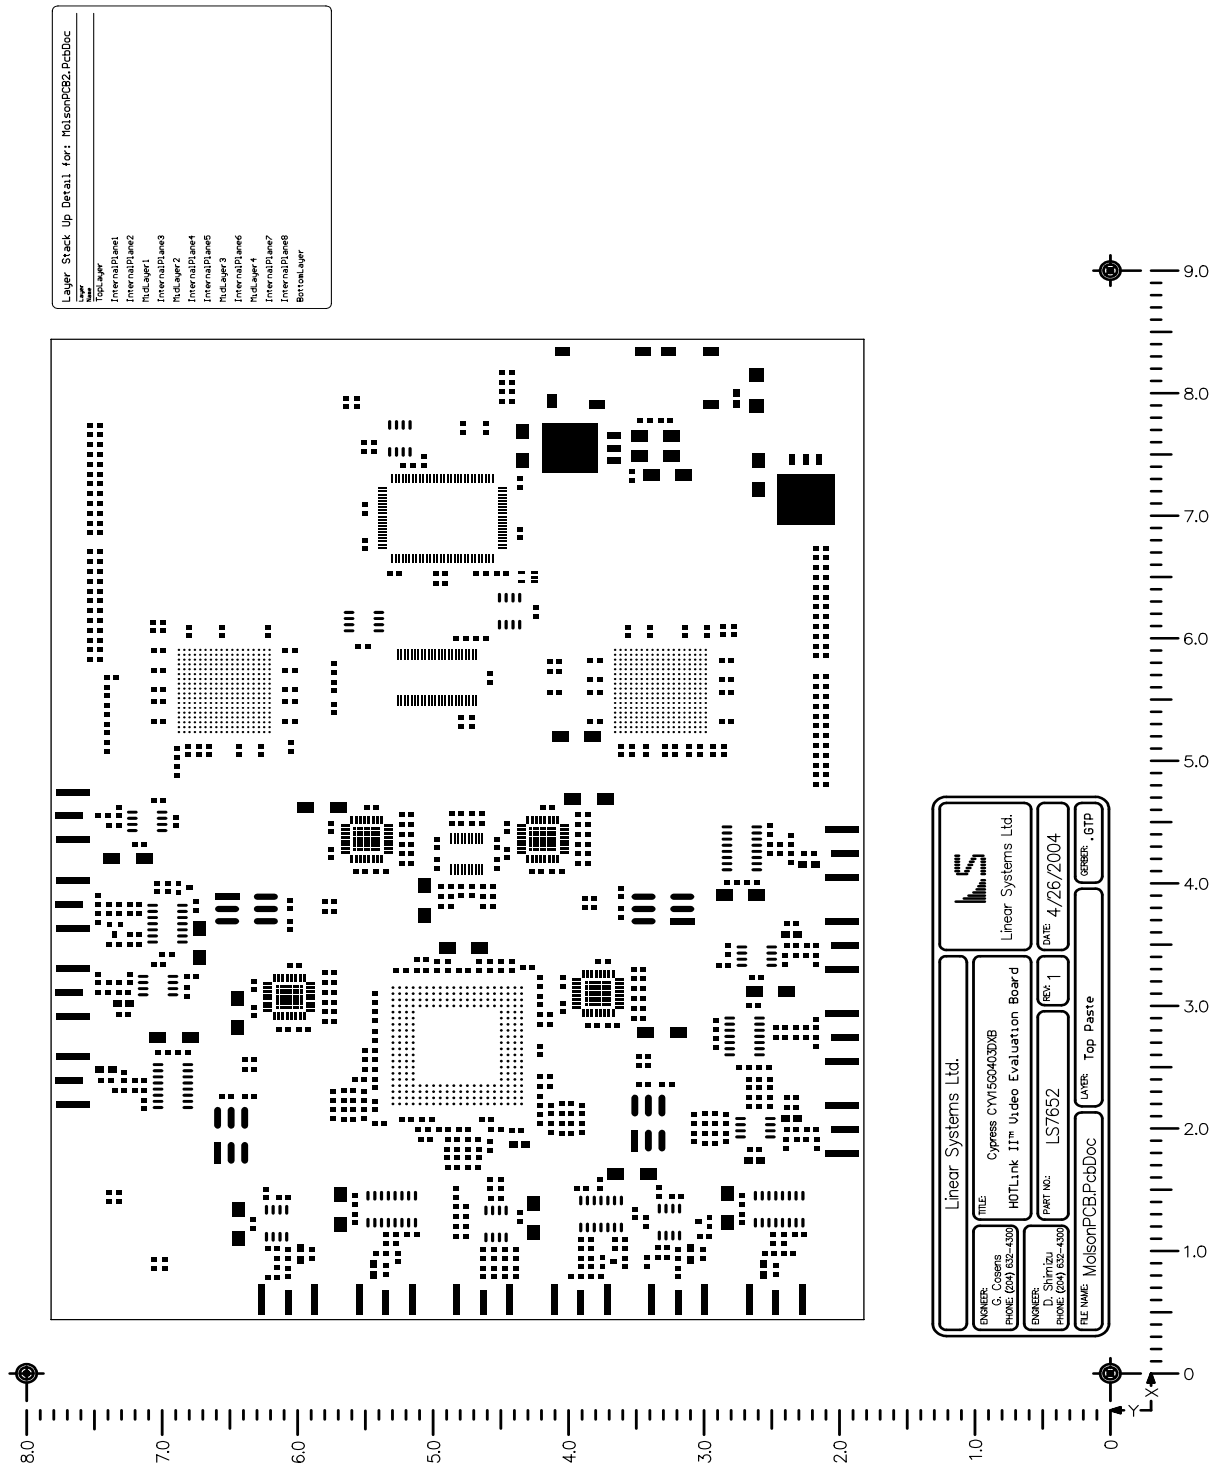 Layer Stack Up Detail for: MolsonPCB2.PcbDoc
Layer
Name
TopLayer
InternalPlane1
InternalPlane2
MidLayer1
InternalPlane3
MidLayer2
InternalPlane4
InternalPlane5
MidLayer3
InternalPlane6
MidLayer4
InternalPlane7
InternalPlane8
BottomLayer
9.0
8.0
7.0
6.0
5.0
4.0
3.0
2.0
1.0
0
X
Y
8.0
7.0
6.0
5.0
4.0
3.0
2.0
1.0
0
Linear Systems Ltd.
LS
Linear Systems Ltd.
TITLE:
Cypress CYV15G0403DXB
HOTLink II™ Video Evaluation Board
ENGINEER:
G. Cosens
PHONE: (204) 632-4300
ENGINEER:
D. Shimizu
PHONE: (204) 632-4300
PART NO.: LS7652
REV.: 1
DATE: 4/26/2004
FILE NAME: MolsonPCB.PcbDoc
LAYER: Top Paste
GERBER: .GTP